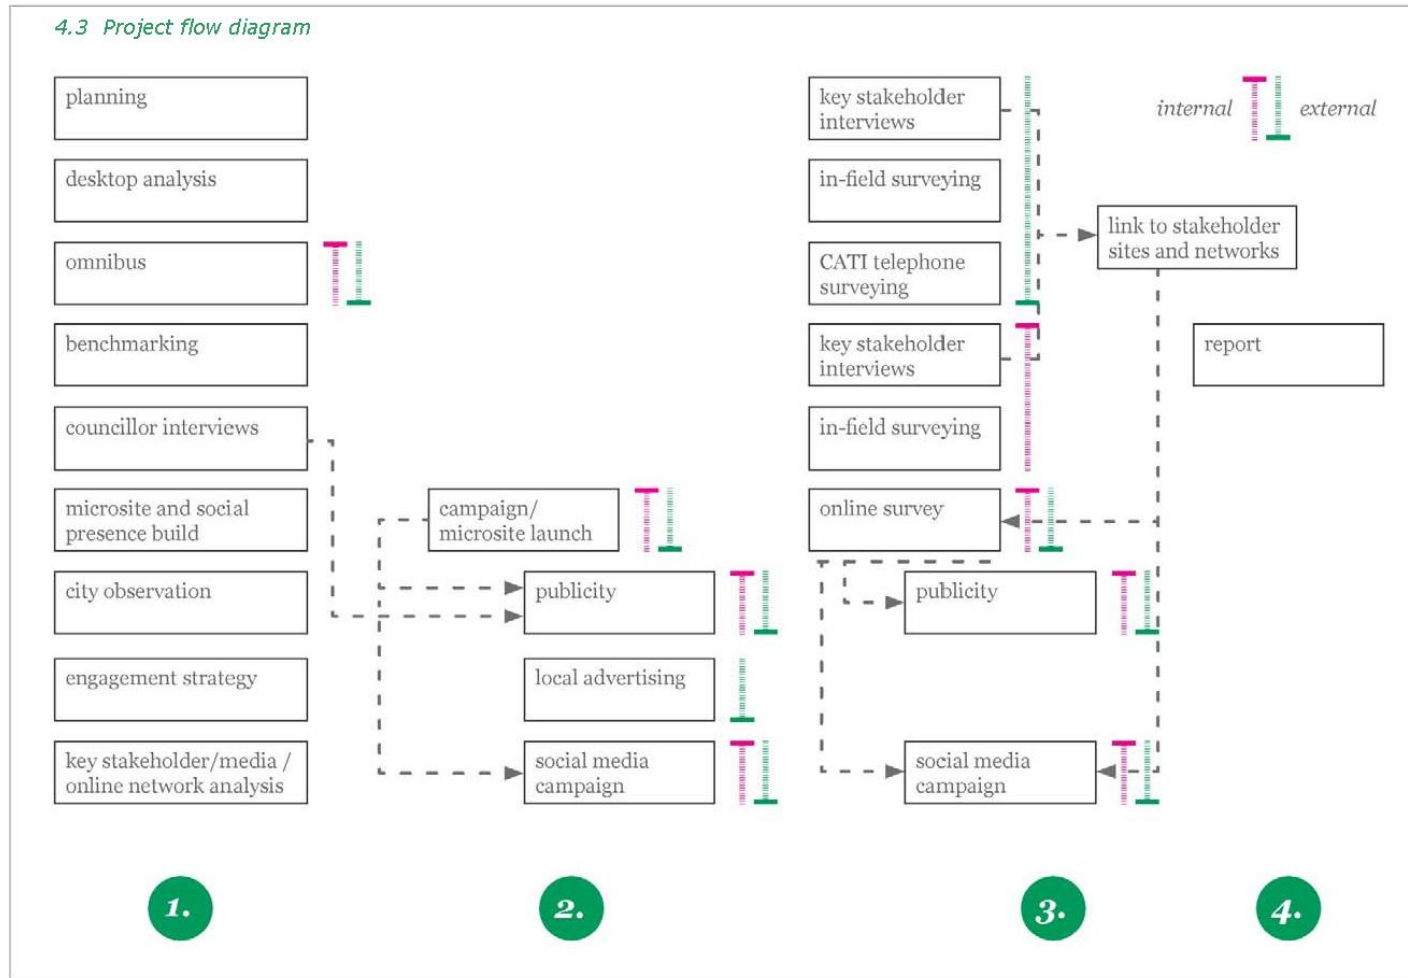 4.3 Project flow diagram
planning
desktop analysis
omnibus
benchmarking
councillor interviews
microsite and social
presence build
city observation
engagement strategy
key stakeholder/media /
online network analysis
campaign/
microsite launch
publicity
local advertising
social media
campaign
key stakeholder
interviews
in-field surveying
CATI telephone
surveying
key stakeholder
interviews
in-field surveying
online survey
publicity
social media
campaign
internal
external
link to stakeholder
sites and networks
report
1.
2.
3.
4.